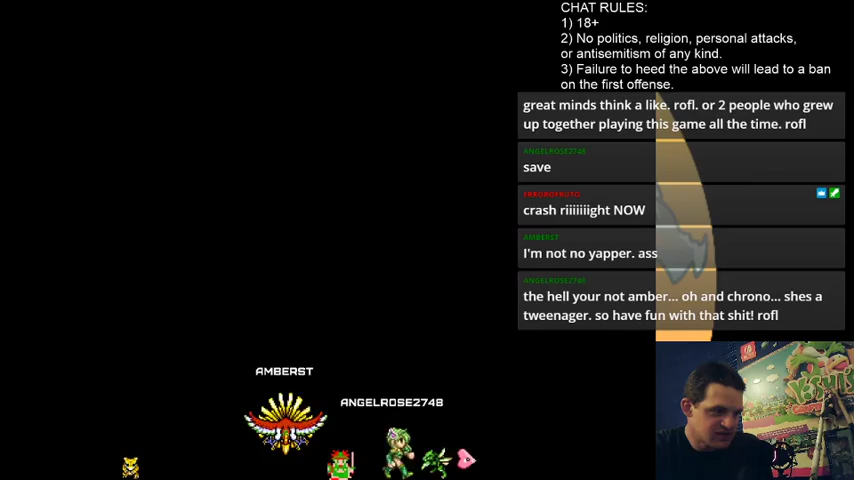 CHAT RULES:
1) 18+
2) No politics, religion, personal attacks,
or antisemitism of any kind.
3) Failure to heed the above will lead to a ban
on the first offense.
great minds think a like. rofl. or 2 people who grew
up together playing this game all the time. rofl
ANGELROSE2748
save
ERROROFRUTO
crash riiiiiiight NOW
AMBERST
I'm not no yapper. ass
ANGELROSE2748
the hell your not amber... oh and chrono... shes a
tweenager. so have fun with that shit! rofl
AMBERST
ANGELROSE2748